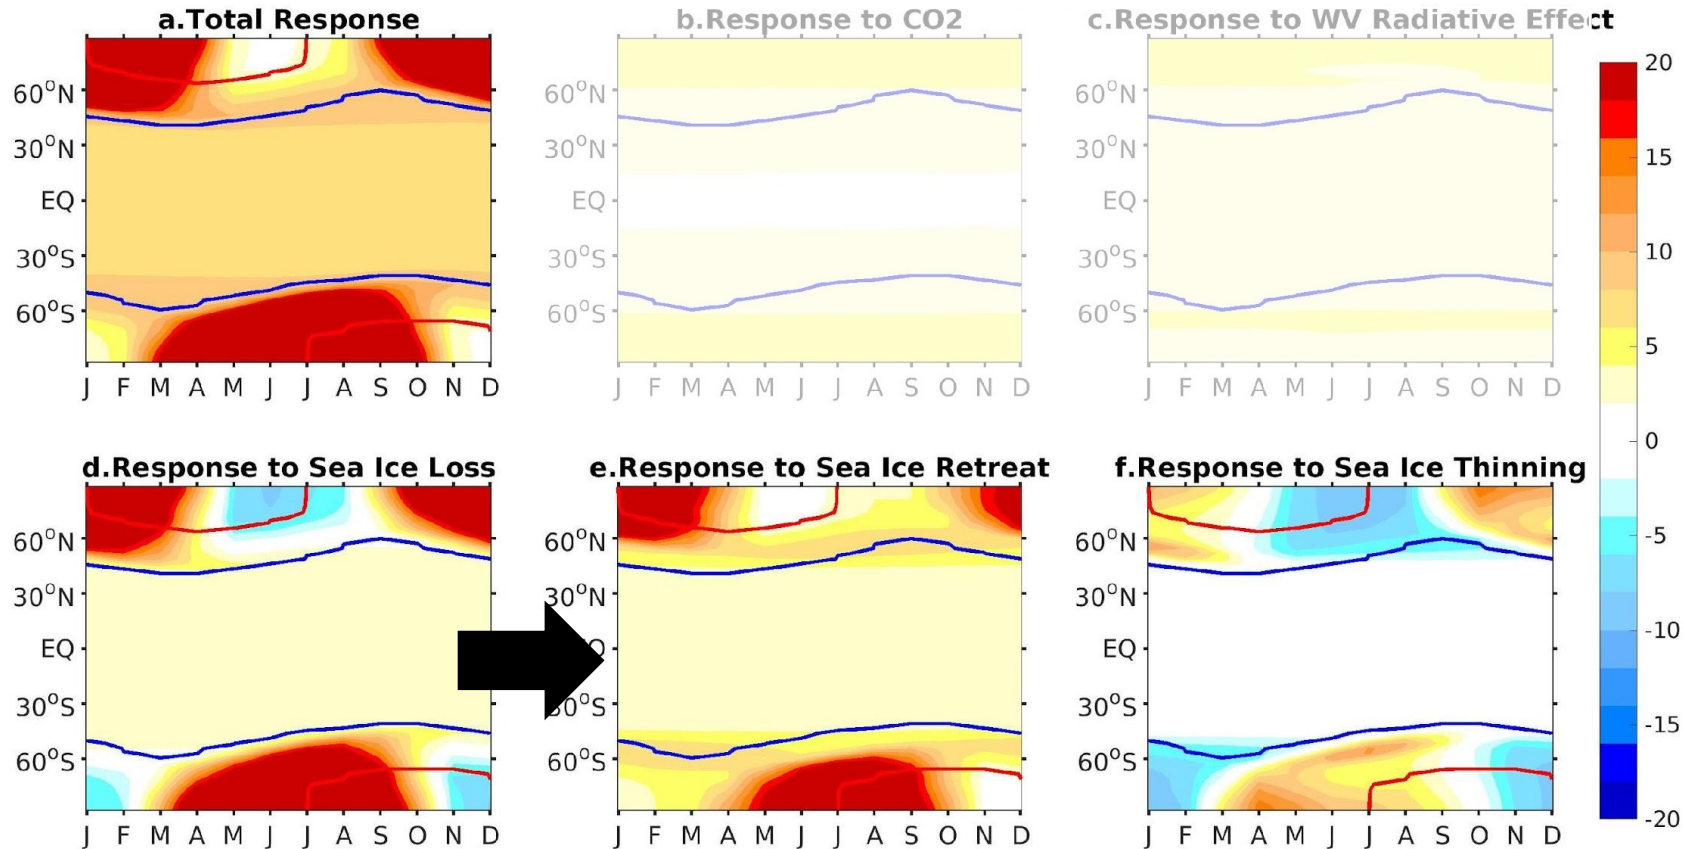 a.Total Response
b.Response to CO2
c.Response to WV Radiative Effect
60°N
30°N
EQ
30°S
60°S
J F M A M J J A S O N D
60°N
30°N
EQ
30°S
60°S
J F M A M J J A S O N D
60°N
30°N
EQ
30°S
60°S
J F M A M J J A S O N D
20
15
10
5
0
-5
-10
-15
-20
d.Response to Sea Ice Loss
e.Response to Sea Ice Retreat
f.Response to Sea Ice Thinning
60°N
30°N
EQ
30°S
60°S
J F M A M J J A S O N D
60°N
30°N
30°S
60°S
J F M A M J J A S O N D
60°N
30°N
EQ
30°S
60°S
J F M A M J J A S O N D